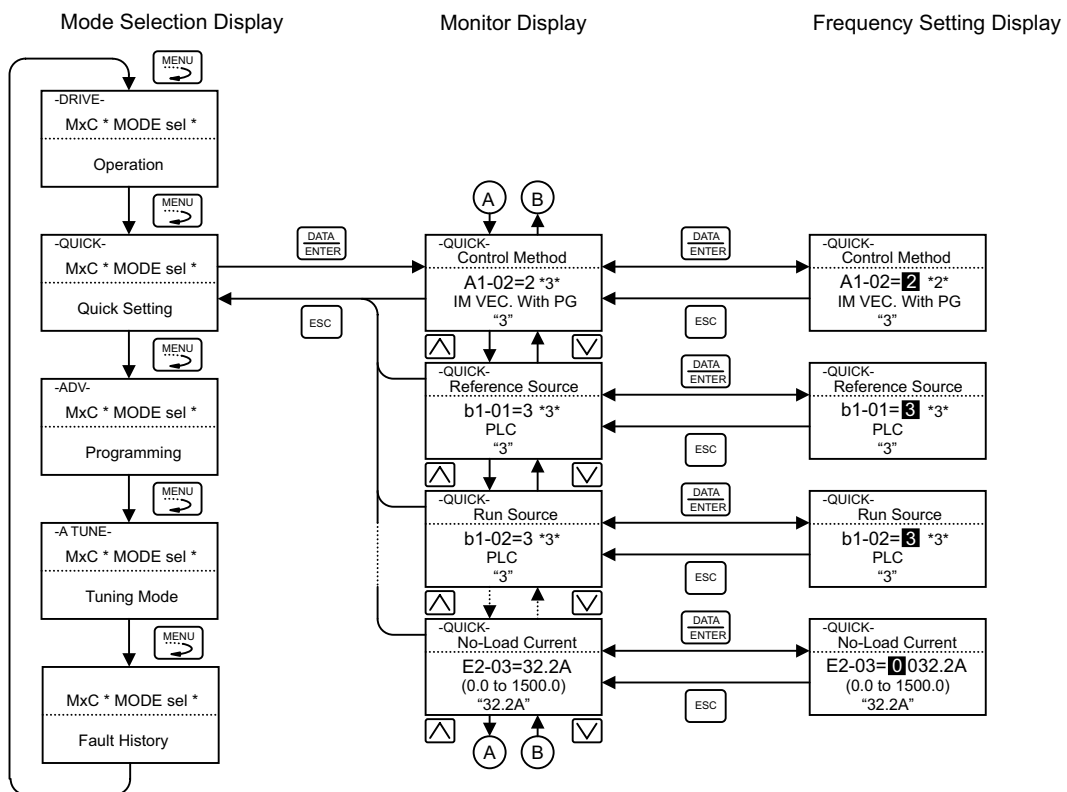 Mode Selection Display
Monitor Display
Frequency Setting Display
MENU
-DRIVE-
MxC * MODE sel *
Operation
MENU
-QUICK-
MxC * MODE sel *
Quick Setting
MENU
-ADV-
MxC * MODE sel *
Programming
MENU
-A TUNE-
MxC * MODE sel *
Tuning Mode
MENU
MxC * MODE sel *
Fault History
DATA
ENTER
ESC
A
B
-QUICK-
Control Method
A1-02=2 *3*
IM VEC. With PG
“3”
DATA
ENTER
ESC
-QUICK-
Control Method
A1-02=2 *2*
IM VEC. With PG
“3”
-QUICK-
Reference Source
b1-01=3 *3*
PLC
“3”
DATA
ENTER
ESC
-QUICK-
Reference Source
b1-01=3 *3*
PLC
“3”
-QUICK-
Run Source
b1-02=3 *3*
PLC
“3”
DATA
ENTER
ESC
-QUICK-
Run Source
b1-02=3 *3*
PLC
“3”
-QUICK-
No-Load Current
E2-03=32.2A
(0.0 to 1500.0)
“32.2A”
DATA
ENTER
ESC
-QUICK-
No-Load Current
E2-03=0032.2A
(0.0 to 1500.0)
“32.2A”
A
B